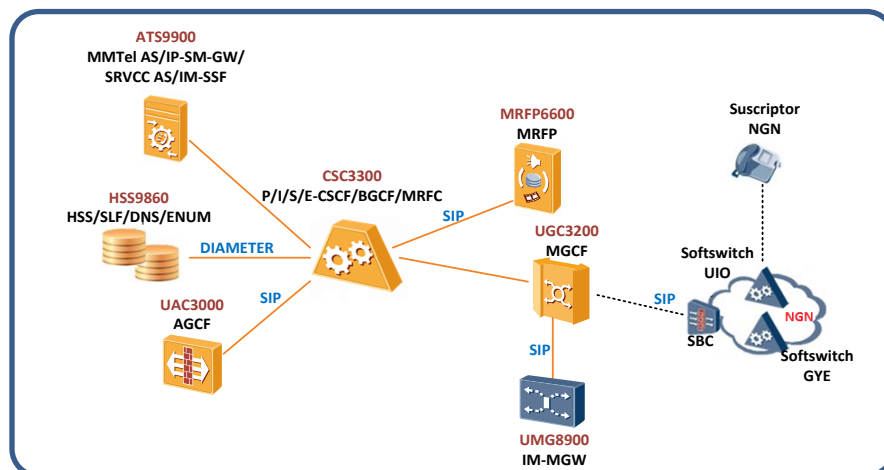 ATS9900
MMTel AS/IP-SM-GW/
SRVCC AS/IM-SSF
MRFP6600
MRFP
Suscriptor
NGN
CSC3300
P/I/S/E-CSCF/BGCF/MRFC
HSS9860
HSS/SLF/DNS/ENUM
SIP
DIAMETER
UGC3200
MGCF
Softswitch
UIO
UAC3000
AGCF
SIP
SIP
NGN
SBC
SIP
Softswitch
GYE
UMG8900
IM-MGW